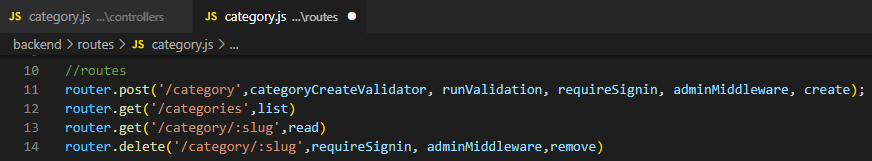 JS category.js ...\controllers JS category.js ...\routes
backend > routes > JS category.js > ...
10 //routes
11 router.post('/category',categoryCreateValidator, runValidation, requireSignin, adminMiddleware, create);
12 router.get('/categories',list)
13 router.get('/category/:slug',read)
14 router.delete('/category/:slug',requireSignin, adminMiddleware,remove)